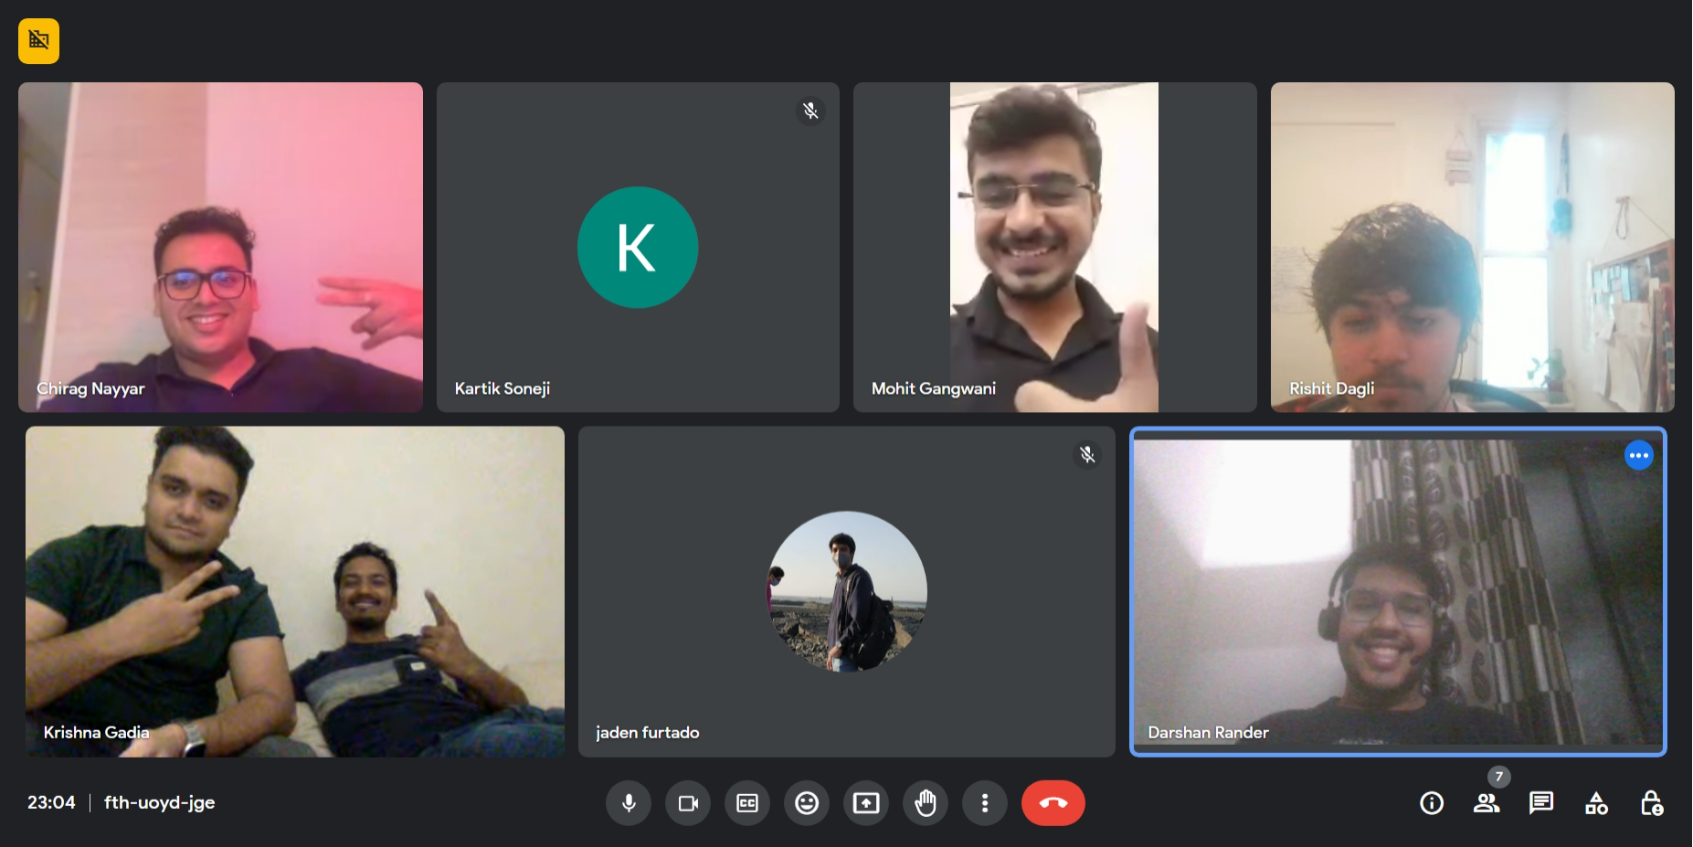 Chirag Nayyar
K
Kartik Soneji
Mohit Gangwani
Rishit Dagli
Krishna Gadia
jaden furtado
Darshan Rander
23:04 | fth-uoyd-jge
CC
7